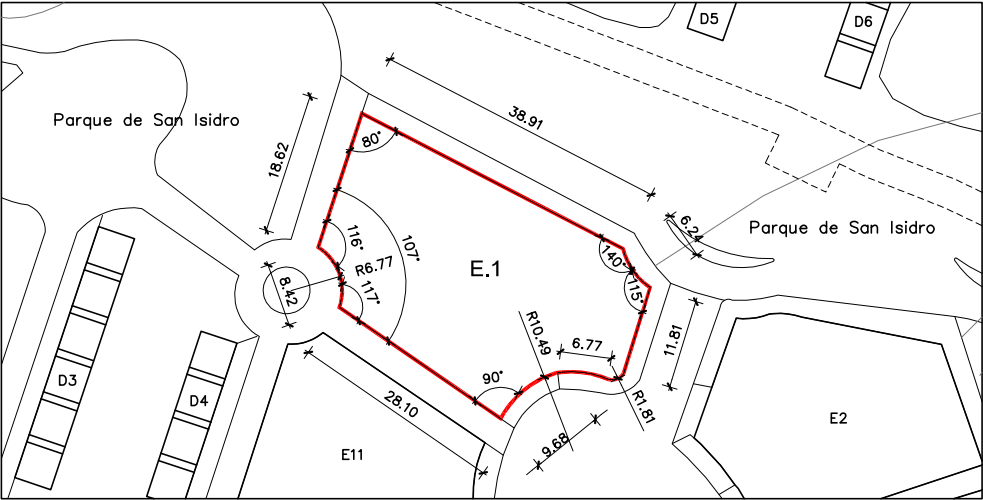 D5
D6
38.91
Parque de San Isidro
80°
18.62
6.24
Parque de San Isidro
116°
107°
140°
R6.77
E.1
8.42
117°
115°
R10.49
6.77
11.81
D3
90°
D4
28.10
R1.81
9.68
E11
E2